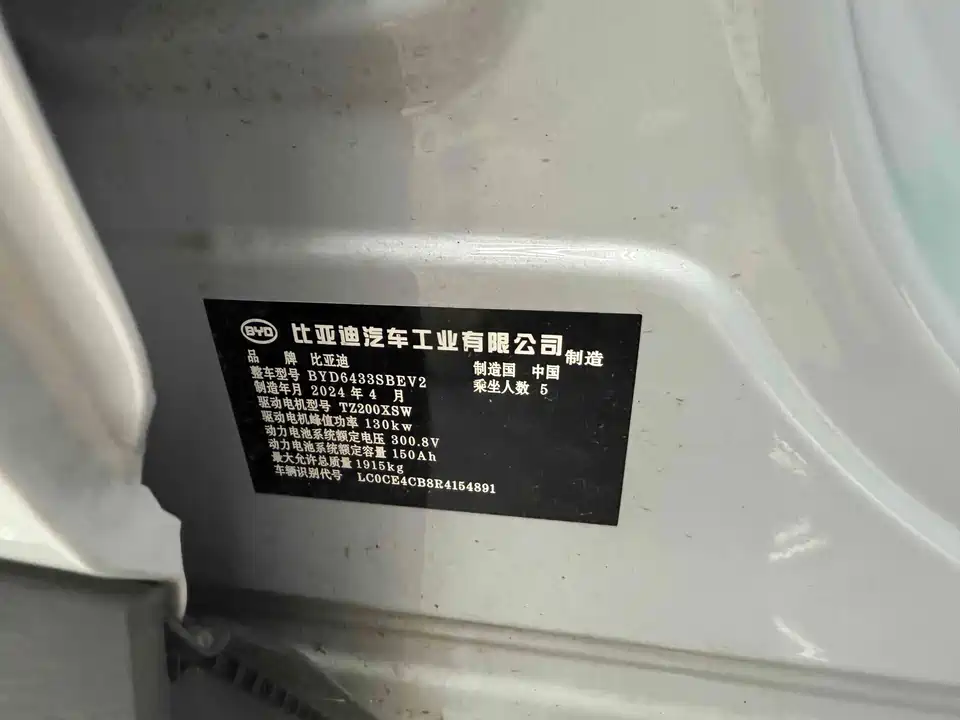 BYD 比亚迪汽车工业有限公司 制造
品牌 比亚迪 制造国 中国
整车型号 BYD6433SBEV2 乘坐人数 5
制造年月 2024 年 4 月
驱动电机型号 TZ200XSW
驱动电机峰值功率 130kw
动力电池系统额定电压 300.8V
动力电池系统额定容量 150Ah
最大允许总质量 1915kg
车辆识别代号 LC0CE4CB8R4154891